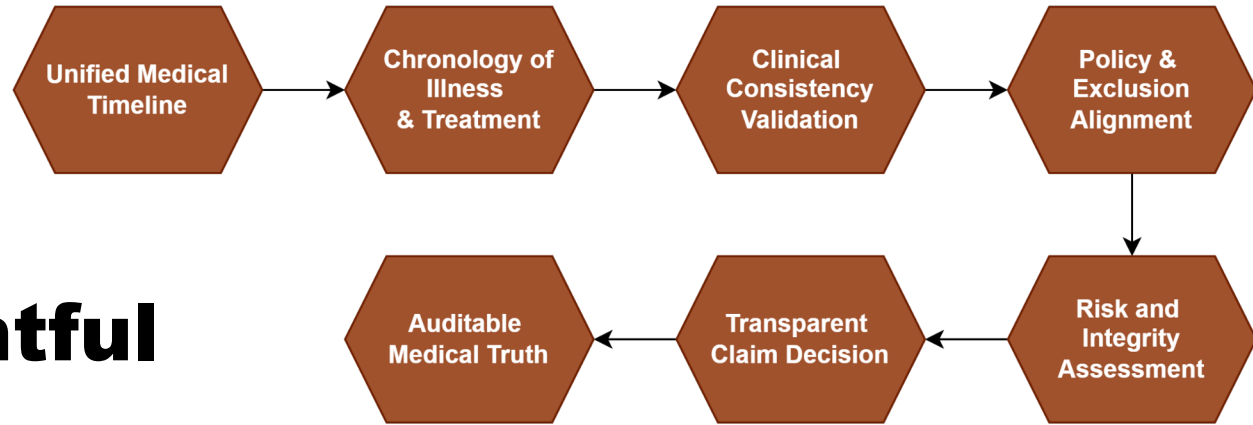 Unified Medical
Timeline
Chronology of
Illness
& Treatment
Clinical
Consistency
Validation
Policy &
Exclusion
Alignment
Risk and
Integrity
Assessment
Transparent
Claim Decision
Auditable
Medical Truth